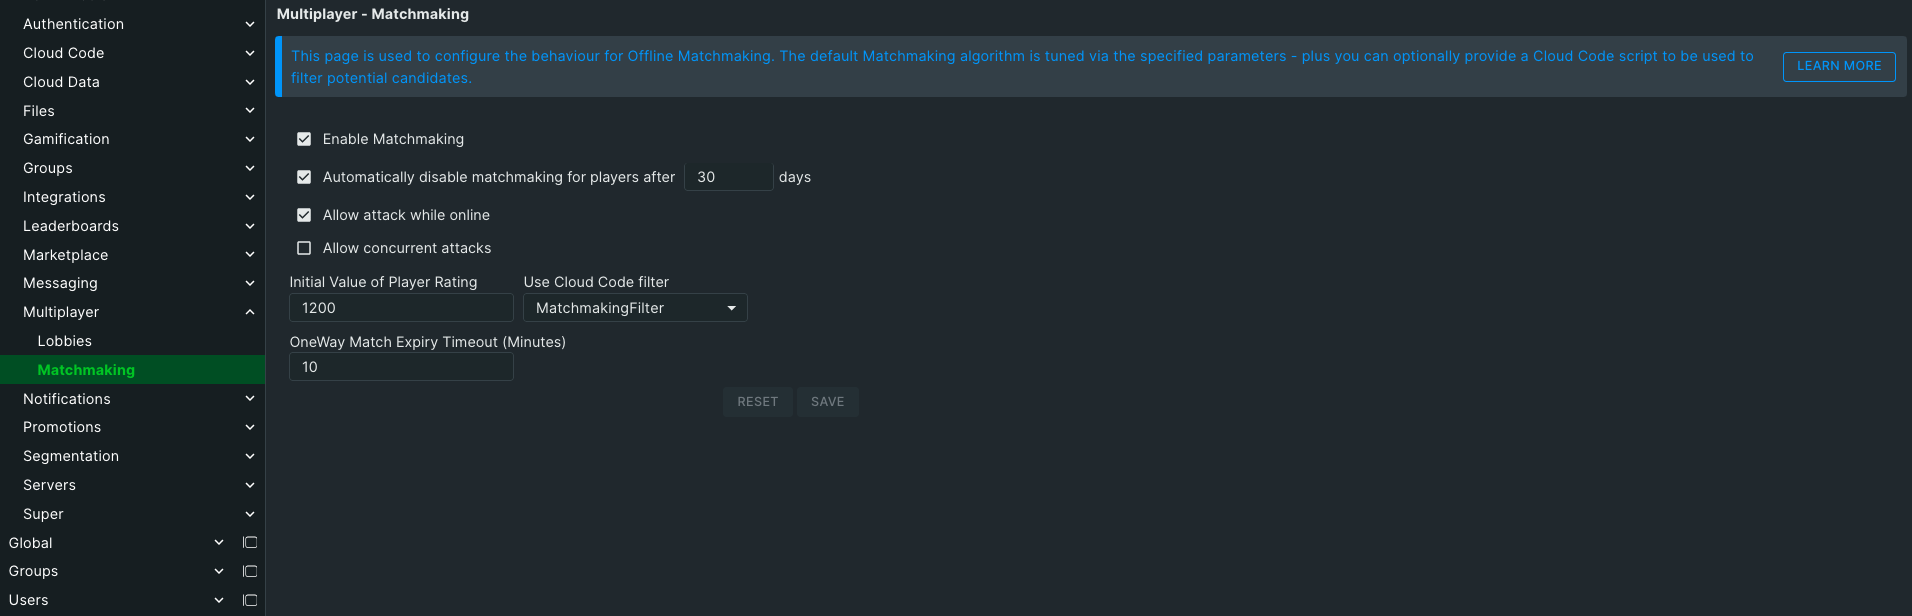 Authentication
Cloud Code
Cloud Data
Files
Gamification
Groups
Integrations
Leaderboards
Marketplace
Messaging
Multiplayer
Lobbies
Matchmaking
Notifications
Promotions
Segmentation
Servers
Super
Global
Groups
Users
Multiplayer - Matchmaking
This page is used to configure the behaviour for Offline Matchmaking. The default Matchmaking algorithm is tuned via the specified parameters - plus you can optionally provide a Cloud Code script to be used to
filter potential candidates.
LEARN MORE
Enable Matchmaking
Automatically disable matchmaking for players after 30 days
Allow attack while online
Allow concurrent attacks
Initial Value of Player Rating Use Cloud Code filter
1200 MatchmakingFilter
OneWay Match Expiry Timeout (Minutes)
10
RESET SAVE